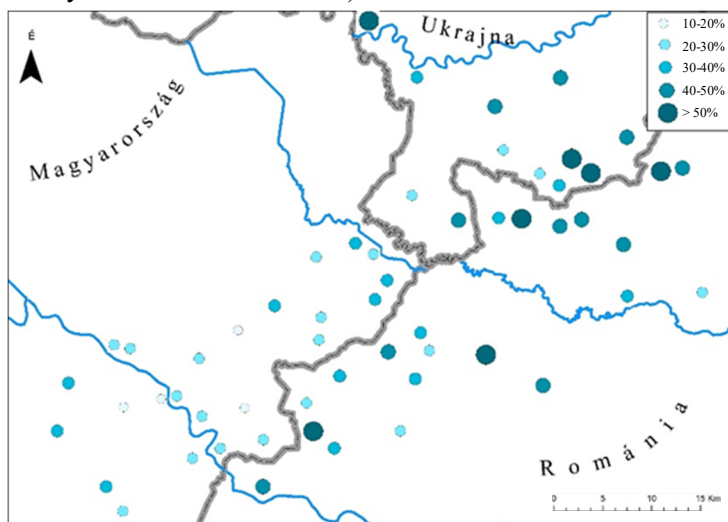 Ukrajna
É
Magyarország
10-20%
20-30%
30-40%
40-50%
> 50%
Románia
0 5 10 15 Km